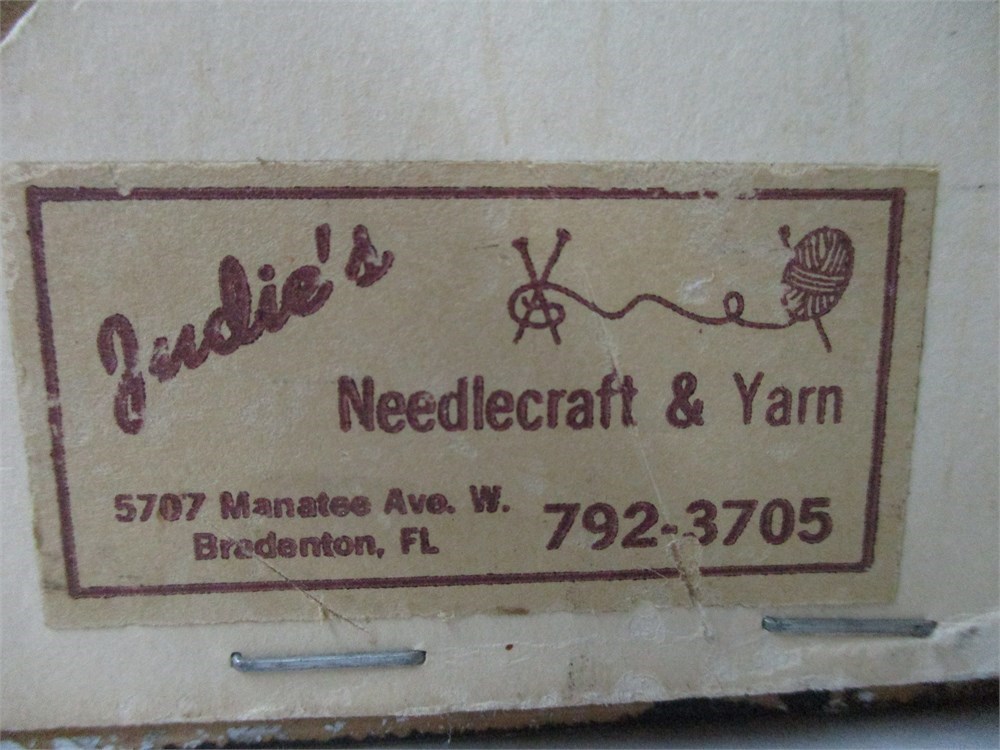 Judie's
Needlecraft & Yarn
5707 Manatee Ave. W.
Bradenton, FL
792-3705